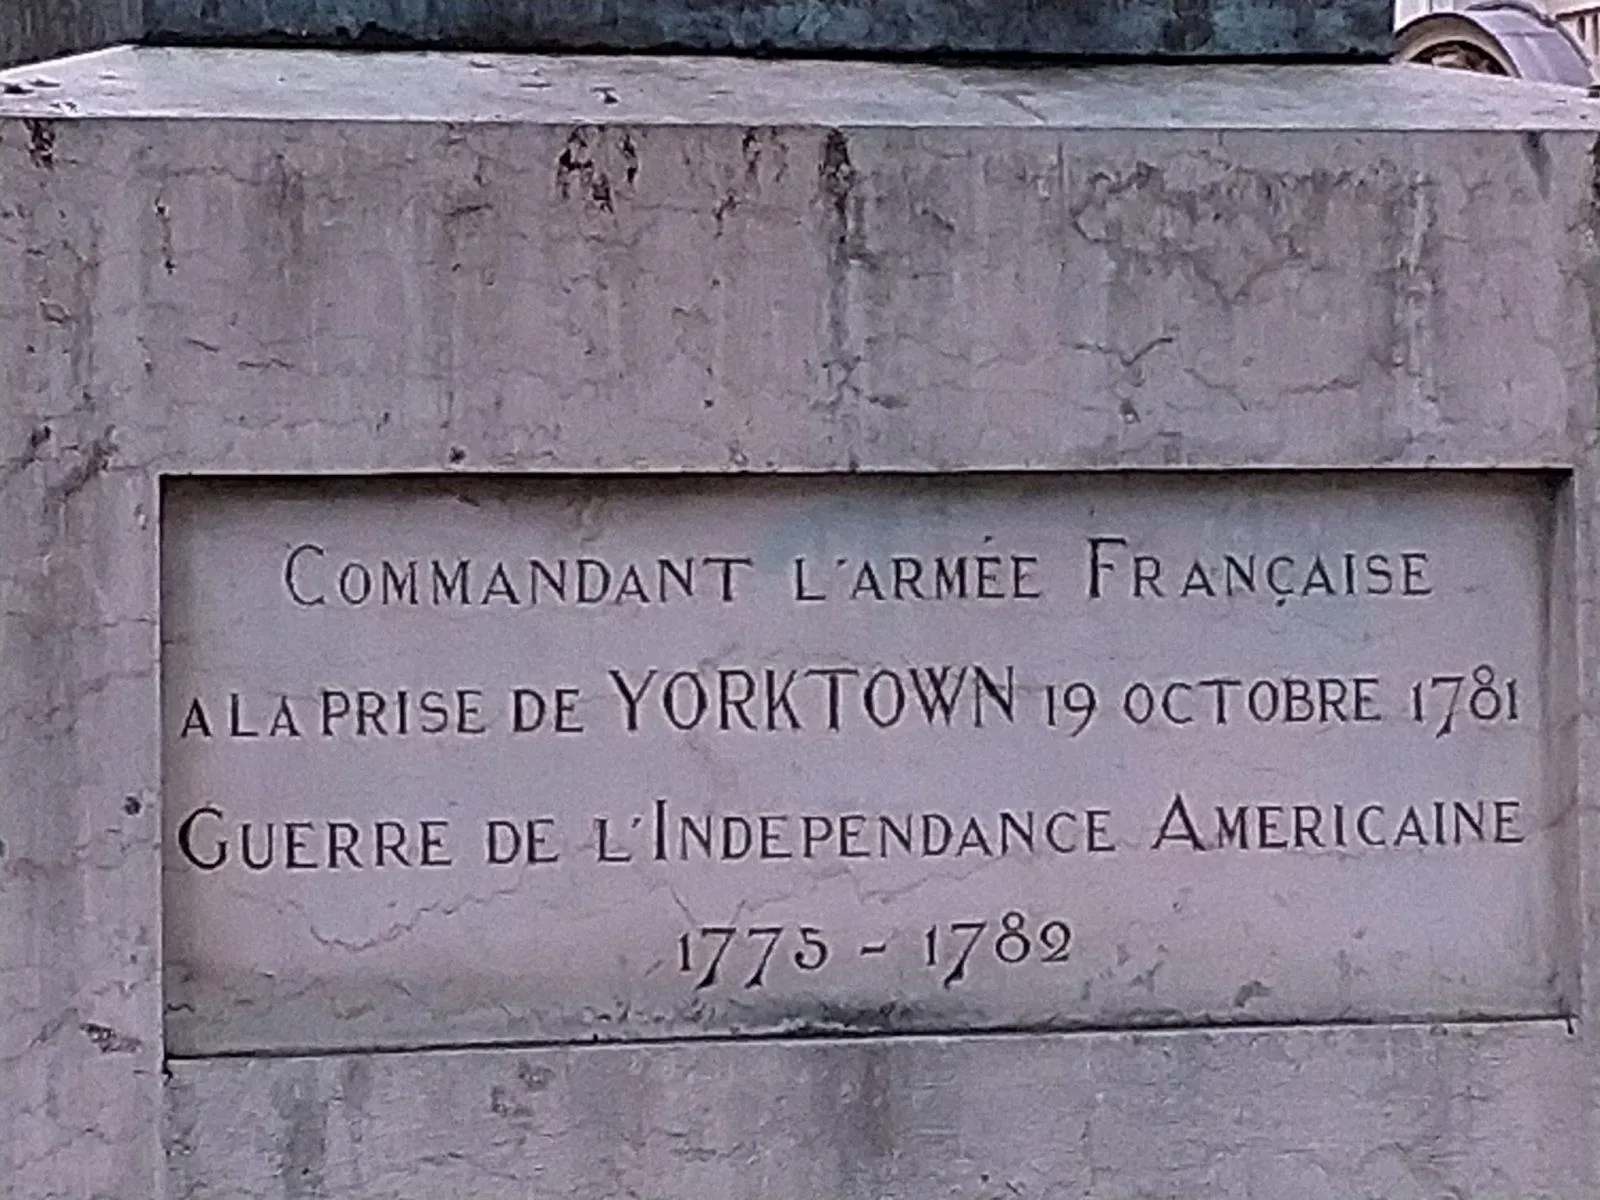 COMMANDANT L'ARMÉE FRANÇAISE
A LA PRISE DE YORKTOWN 19 OCTOBRE 1781
GUERRE DE L'INDEPENDANCE AMERICAINE
1775 - 1782